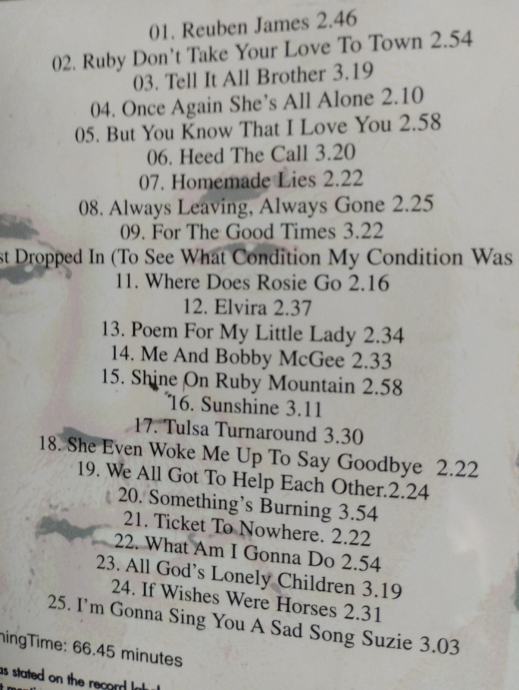 01. Reuben James 2.46
02. Ruby Don't Take Your Love To Town 2.54
03. Tell It All Brother 3.19
04. Once Again She's All Alone 2.10
05. But You Know That I Love You 2.58
06. Heed The Call 3.20
07. Homemade Lies 2.22
08. Always Leaving, Always Gone 2.25
09. For The Good Times 3.22
st Dropped In (To See What Condition My Condition Was
11. Where Does Rosie Go 2.16
12. Elvira 2.37
13. Poem For My Little Lady 2.34
14. Me And Bobby McGee 2.33
15. Shine On Ruby Mountain 2.58
16. Sunshine 3.11
17. Tulsa Turnaround 3.30
18. She Even Woke Me Up To Say Goodbye 2.22
19. We All Got To Help Each Other.2.24
20. Something's Burning 3.54
21. Ticket To Nowhere. 2.22
22. What Am I Gonna Do 2.54
23. All God's Lonely Children 3.19
24. If Wishes Were Horses 2.31
25. I'm Gonna Sing You A Sad Song Suzie 3.03
ningTime: 66.45 minutes
as stated on the record